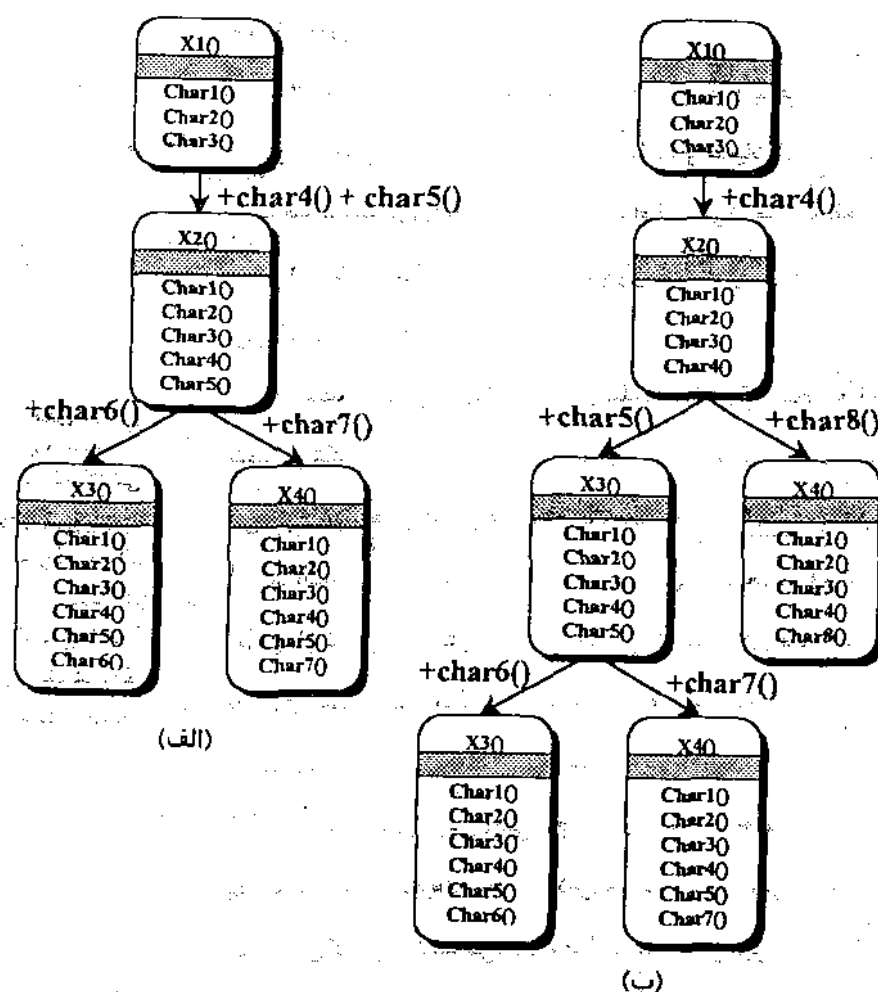 X1()
Char1()
Char2()
Char3()
+char4() + char5()
X2()
Char1()
Char2()
Char3()
Char4()
Char5()
+char6()
+char7()
X3()
Char1()
Char2()
Char3()
Char4()
Char5()
Char6()
X4()
Char1()
Char2()
Char3()
Char4()
Char5()
Char7()
(الف)
X1()
Char1()
Char2()
Char3()
+char4()
X2()
Char1()
Char2()
Char3()
Char4()
+char5()
+char8()
X3()
Char1()
Char2()
Char3()
Char4()
Char5()
X4()
Char1()
Char2()
Char3()
Char4()
Char8()
+char6()
+char7()
X3()
Char1()
Char2()
Char3()
Char4()
Char5()
Char6()
X4()
Char1()
Char2()
Char3()
Char4()
Char5()
Char7()
(ب)